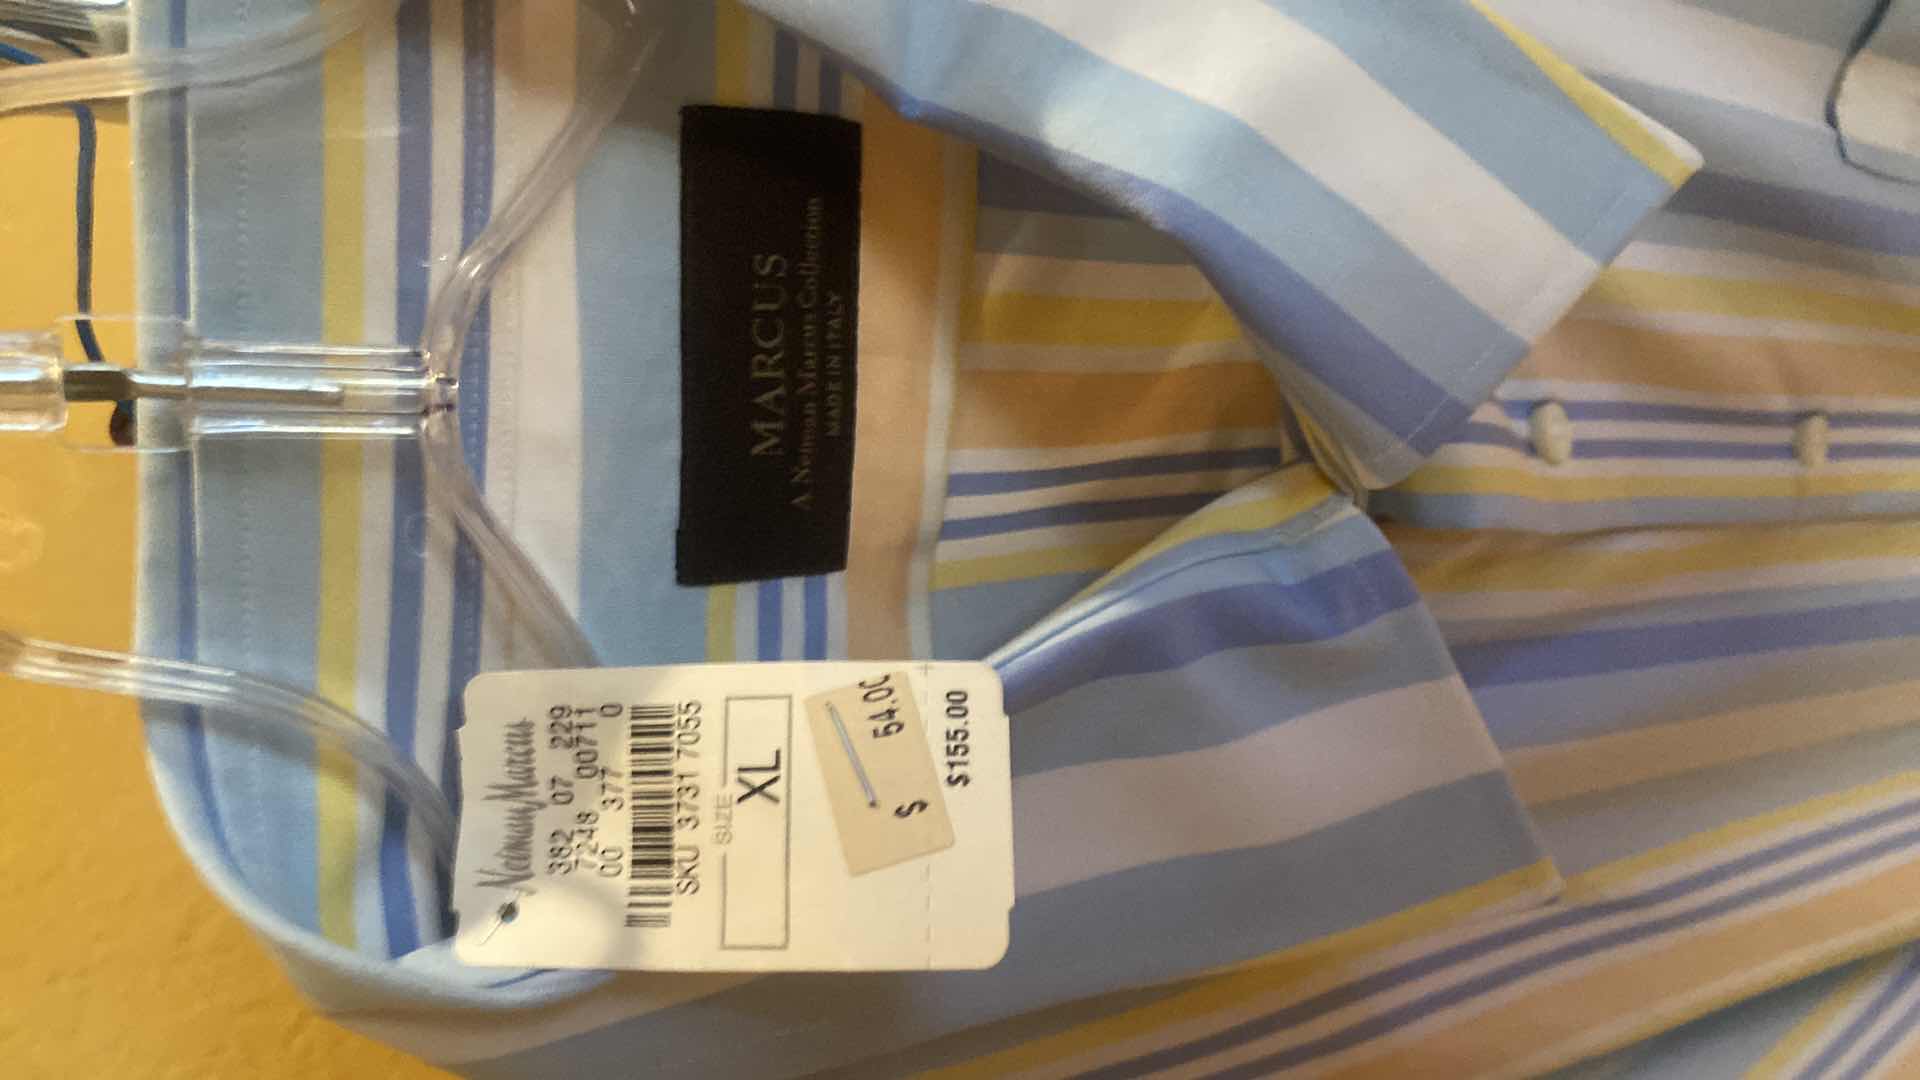 MARCUS
A Neiman Marcus Collection
MADE IN ITALY
Neiman Marcus
382 07 229
7248 00711
00 377 0
SKU 3731 7055
SIZE
XL
$ 54.00
$155.00